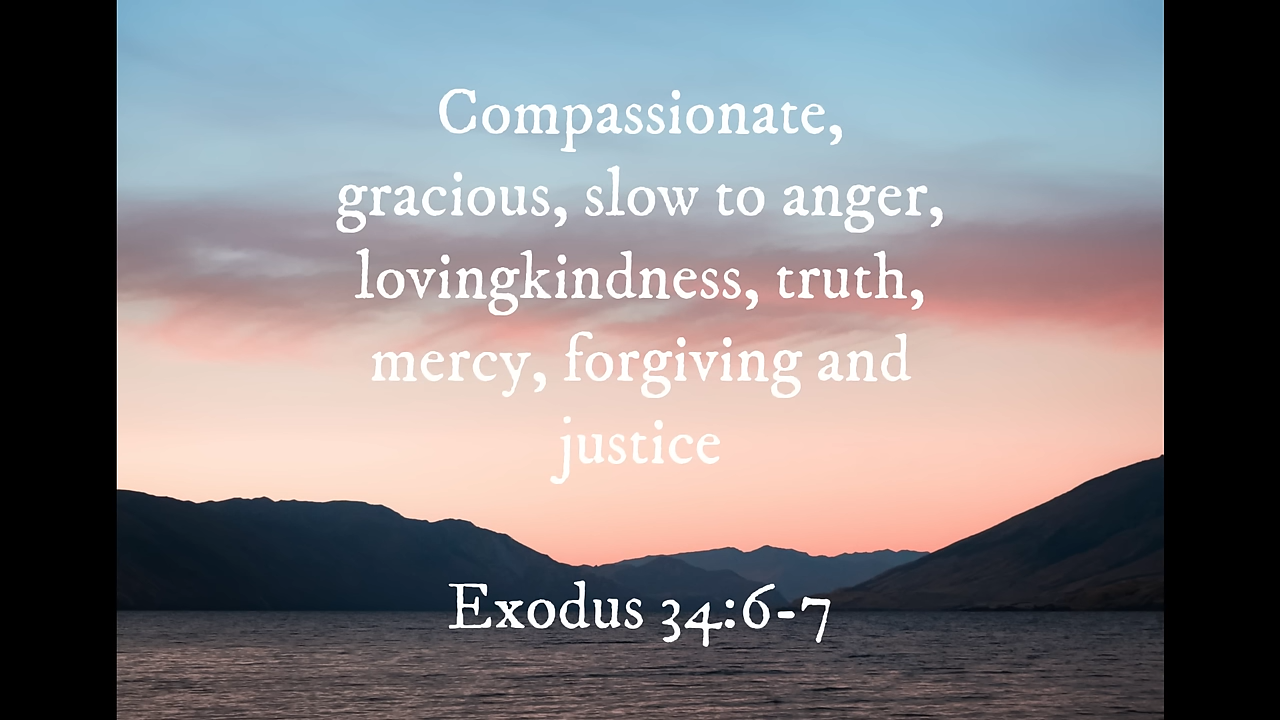 Compassionate,
gracious, slow to anger,
lovingkindness, truth,
mercy, forgiving and
justice
Exodus 34:6-7